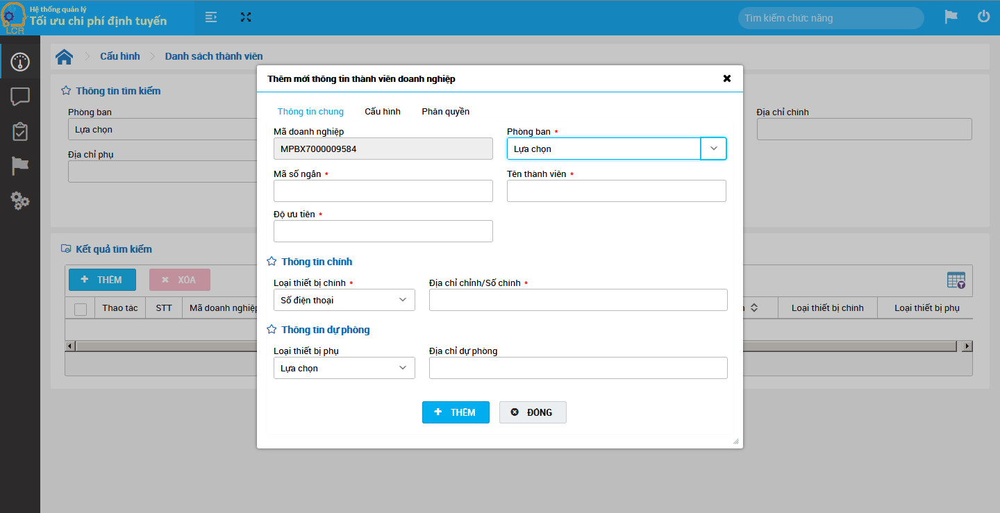 Hệ thống quản lý
Tối ưu chi phí định tuyến
LCR
Tìm kiếm chức năng
Cấu hình
Danh sách thành viên
Thông tin tìm kiếm
Phòng ban
Lựa chọn
Địa chỉ chính
Địa chỉ phụ
Kết quả tìm kiếm
THÊM
XÓA
Thao tác
STT
Mã doanh nghiệp
Loại thiết bị chính
Loại thiết bị phụ
Thêm mới thông tin thành viên doanh nghiệp
Thông tin chung
Cấu hình
Phân quyền
Mã doanh nghiệp
Phòng ban *
MPBX7000009584
Lựa chọn
Mã số ngắn *
Tên thành viên *
Độ ưu tiên *
Thông tin chính
Loại thiết bị chính *
Địa chỉ chỉnh/Số chính *
Số điện thoại
Thông tin dự phòng
Loại thiết bị phụ
Địa chỉ dự phòng
Lựa chọn
THÊM
ĐÓNG